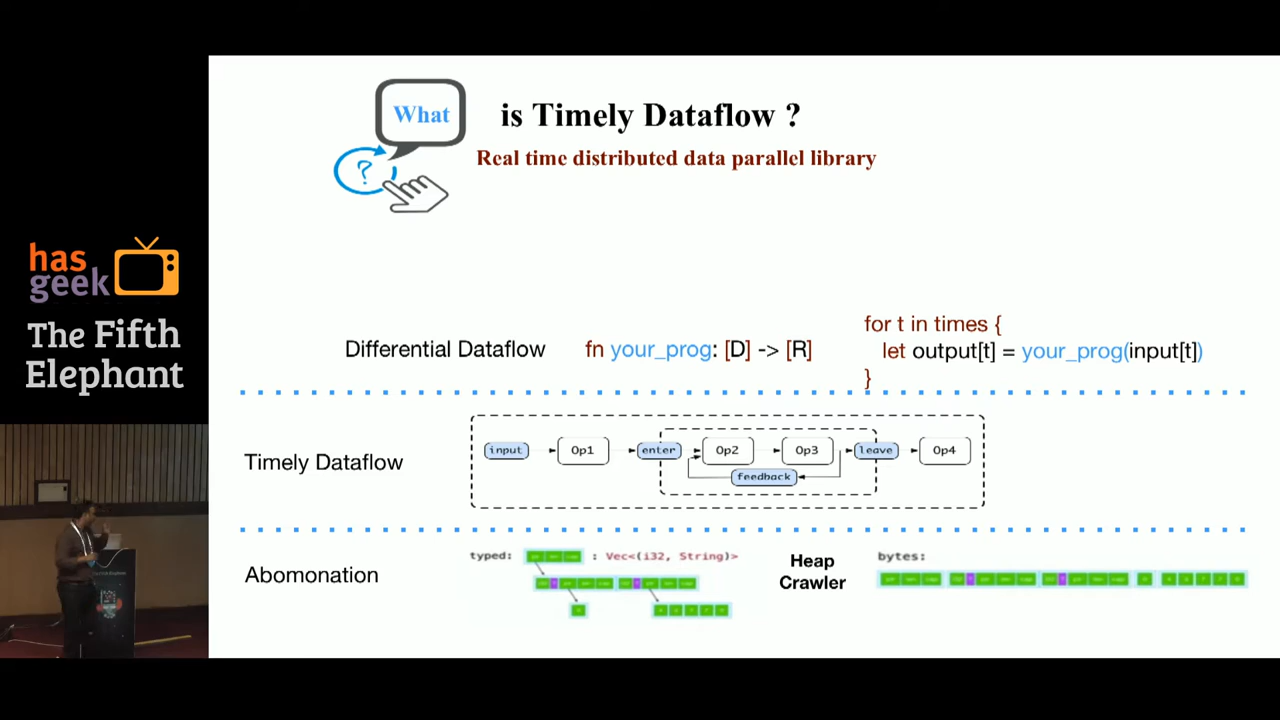 has
geek
The Fifth
Elephant
What
is Timely Dataflow ?
Real time distributed data parallel library
?
Differential Dataflow
fn your_prog: [D] -> [R]
for t in times {
let output[t] = your_prog(input[t])
}
Timely Dataflow
input
Op1
enter
Op2
Op3
leave
Op4
feedback
Abomonation
typed:
: Vec<(i32, String)>
Heap
Crawler
bytes: